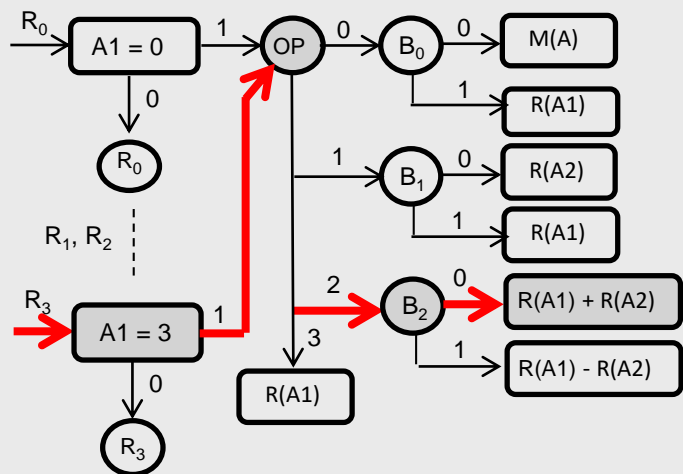 R0
A1 = 0
1
OP
0
B0
0
M(A)
1
R(A1)
0
R0
1
B1
0
R(A2)
1
R(A1)
R1, R2
R3
A1 = 3
1
2
B2
0
R(A1) + R(A2)
3
1
R(A1) - R(A2)
0
R(A1)
R3